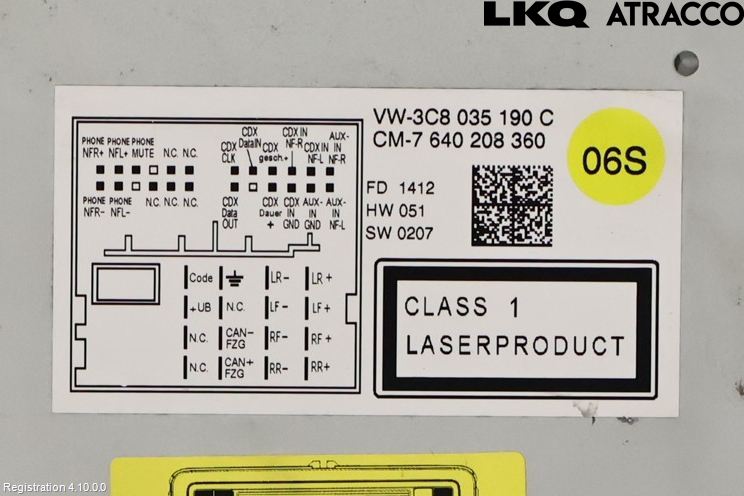 LKQ ATRACCO
VW-3C8 035 190 C
CM-7 640 208 360
06S
FD 1412
HW 051
SW 0207
CLASS 1
LASERPRODUCT
PHONE PHONE PHONE
NFR+ NFL+ MUTE N.C. N.C.
PHONE PHONE
NFR- NFL- N.C. N.C. N.C.
CDX CLK
CDX DataIN
CDX gesch.+
CDX IN NF-R
CDX IN NF-L
AUX-IN NF-R
CDX Data OUT
CDX Dauer +
CDX IN GND
AUX-IN GND
AUX-IN NF-L
Code LR- LR+
+UB N.C. LF- LF+
N.C. CAN- FZG RF- RF+
N.C. CAN+ FZG RR- RR+
Registration 4.10.0.0